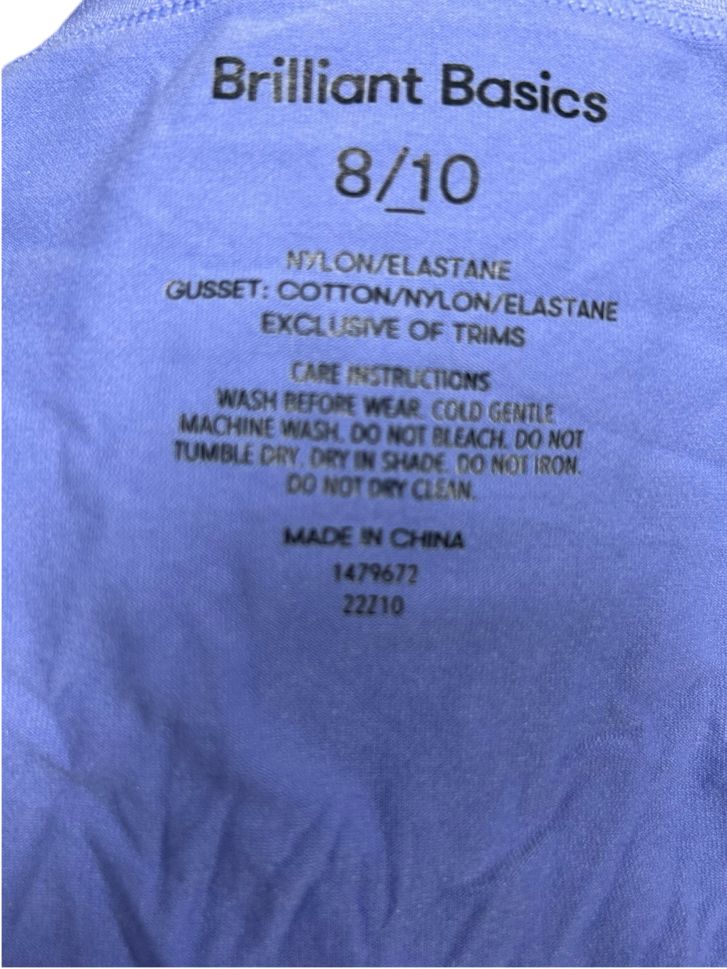 Brilliant Basics
8/10
NYLON/ELASTANE
GUSSET: COTTON/NYLON/ELASTANE
EXCLUSIVE OF TRIMS
CARE INSTRUCTIONS
WASH BEFORE WEAR. COLD GENTLE
MACHINE WASH. DO NOT BLEACH. DO NOT
TUMBLE DRY. DRY IN SHADE. DO NOT IRON.
DO NOT DRY CLEAN.
MADE IN CHINA
1479672
22Z10